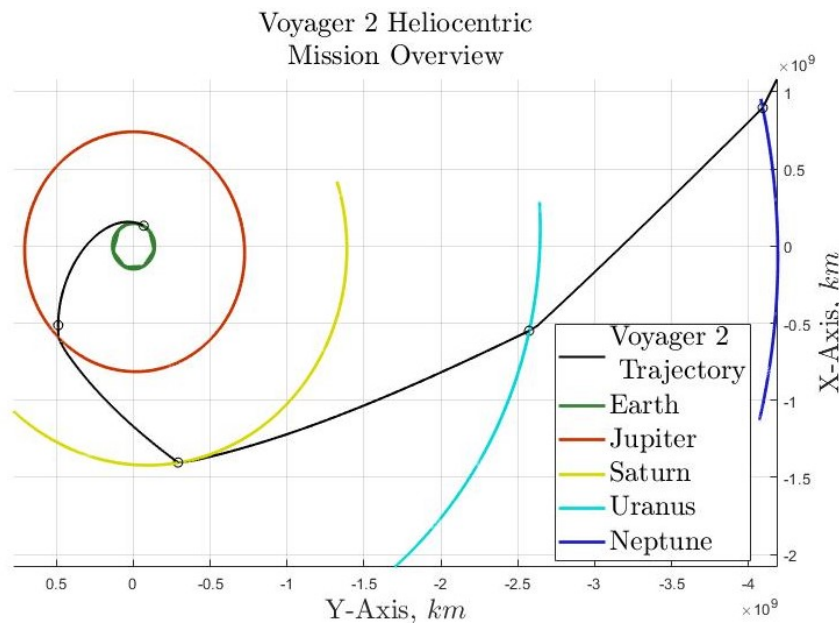 Voyager 2 Heliocentric
Mission Overview
×10⁹
1
0.5
0
-0.5
-1
-1.5
-2
X-Axis, km
Voyager 2
Trajectory
Earth
Jupiter
Saturn
Uranus
Neptune
0.5 0 -0.5 -1 -1.5 -2 -2.5 -3 -3.5 -4
Y-Axis, km
×10⁹